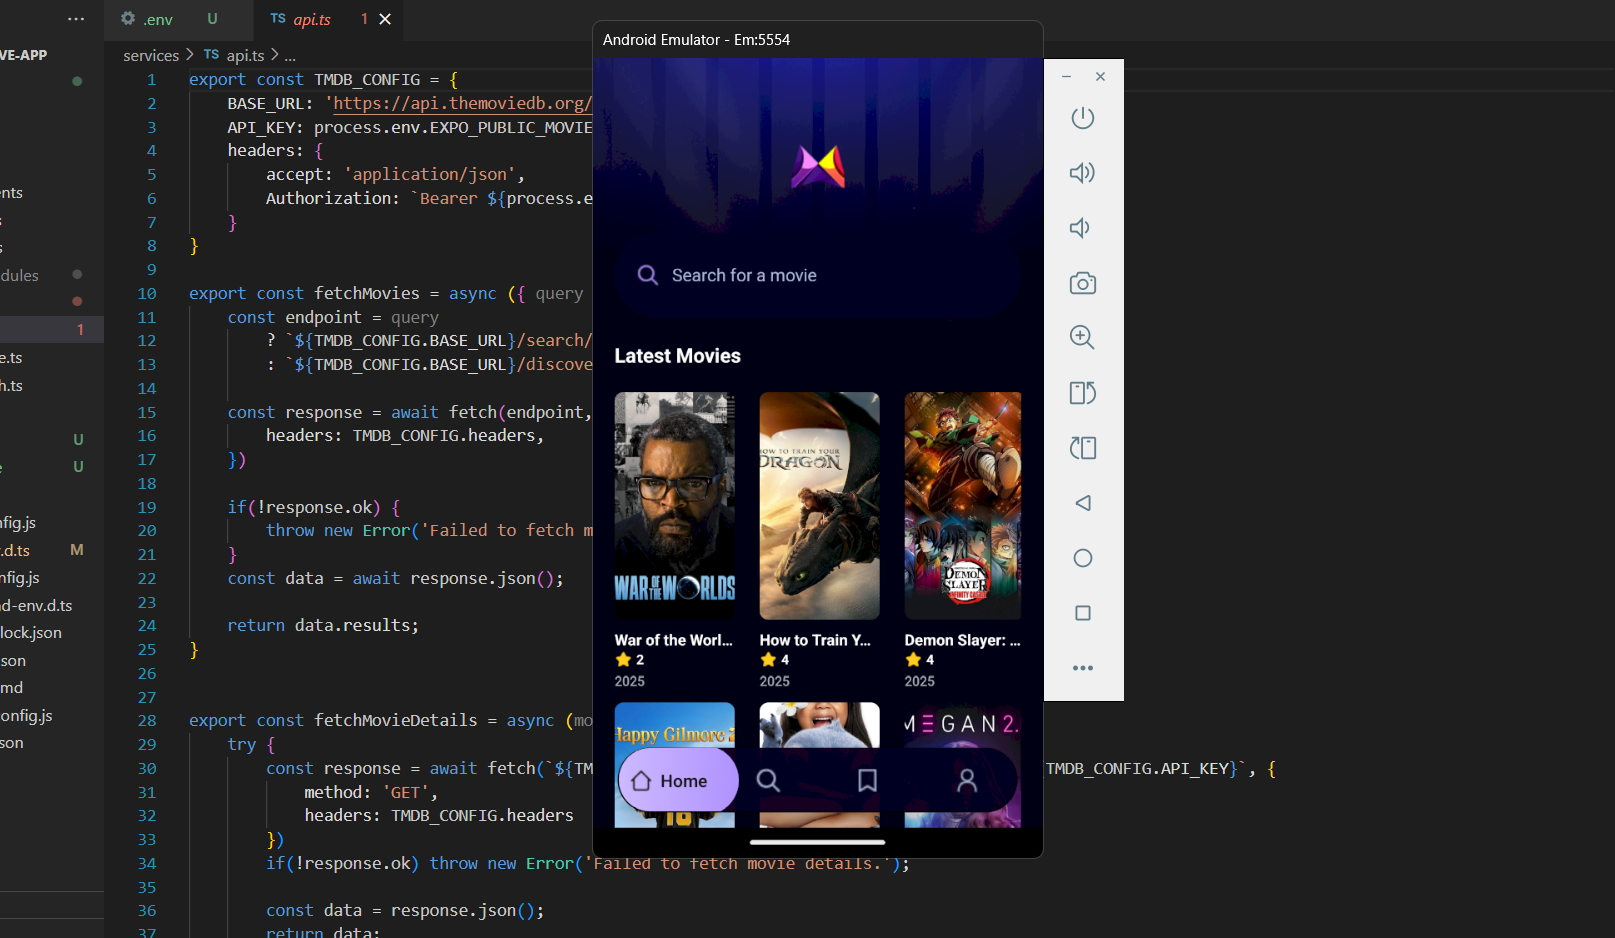 .env U
TS api.ts 1
VE-APP
services > TS api.ts > ...
nts
dules
1
e.ts
h.ts
U
U
nfig.js
.d.ts M
nfig.js
nd-env.d.ts
lock.json
son
md
onfig.js
son
1 export const TMDB_CONFIG = {
2 BASE_URL: 'https://api.themoviedb.org/
3 API_KEY: process.env.EXPO_PUBLIC_MOVIE
4 headers: {
5 accept: 'application/json',
6 Authorization: `Bearer ${process.e
7 }
8 }
9
10 export const fetchMovies = async ({ query
11 const endpoint = query
12 ? `${TMDB_CONFIG.BASE_URL}/search/
13 : `${TMDB_CONFIG.BASE_URL}/discove
14
15 const response = await fetch(endpoint,
16 headers: TMDB_CONFIG.headers,
17 })
18
19 if(!response.ok) {
20 throw new Error('Failed to fetch m
21 }
22 const data = await response.json();
23
24 return data.results;
25 }
26
27
28 export const fetchMovieDetails = async (mo
29 try {
30 const response = await fetch(`${TM {TMDB_CONFIG.API_KEY}`, {
31 method: 'GET',
32 headers: TMDB_CONFIG.headers
33 })
34 if(!response.ok) throw new Error('Failed to fetch movie details.');
35
36 const data = response.json();
37 return data;
Android Emulator - Em:5554
Search for a movie
Latest Movies
WAR OF THE WORLDS
HOW TO TRAIN YOUR
DRAGON
DEMON
SLAYER
INFINITY CASTLE
War of the Worl...
How to Train Y...
Demon Slayer: ...
2
4
4
2025
2025
2025
Happy Gilmore 2
M3GAN 2.
18
Home